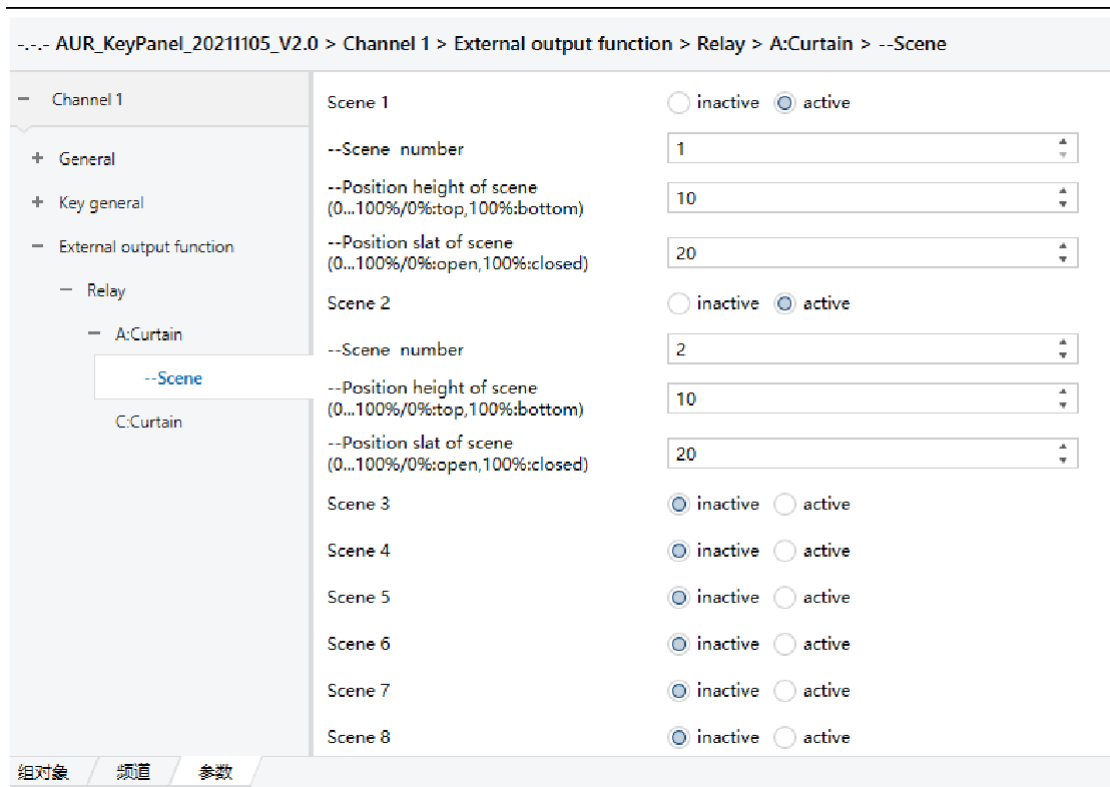 -.-.- AUR_KeyPanel_20211105_V2.0 > Channel 1 > External output function > Relay > A:Curtain > --Scene
Channel 1
General
Key general
External output function
Relay
A:Curtain
--Scene
C:Curtain
Scene 1 inactive active
--Scene number 1
--Position height of scene
(0...100%/0%:top,100%:bottom) 10
--Position slat of scene
(0...100%/0%:open,100%:closed) 20
Scene 2 inactive active
--Scene number 2
--Position height of scene
(0...100%/0%:top,100%:bottom) 10
--Position slat of scene
(0...100%/0%:open,100%:closed) 20
Scene 3 inactive active
Scene 4 inactive active
Scene 5 inactive active
Scene 6 inactive active
Scene 7 inactive active
Scene 8 inactive active
组对象 频道 参数